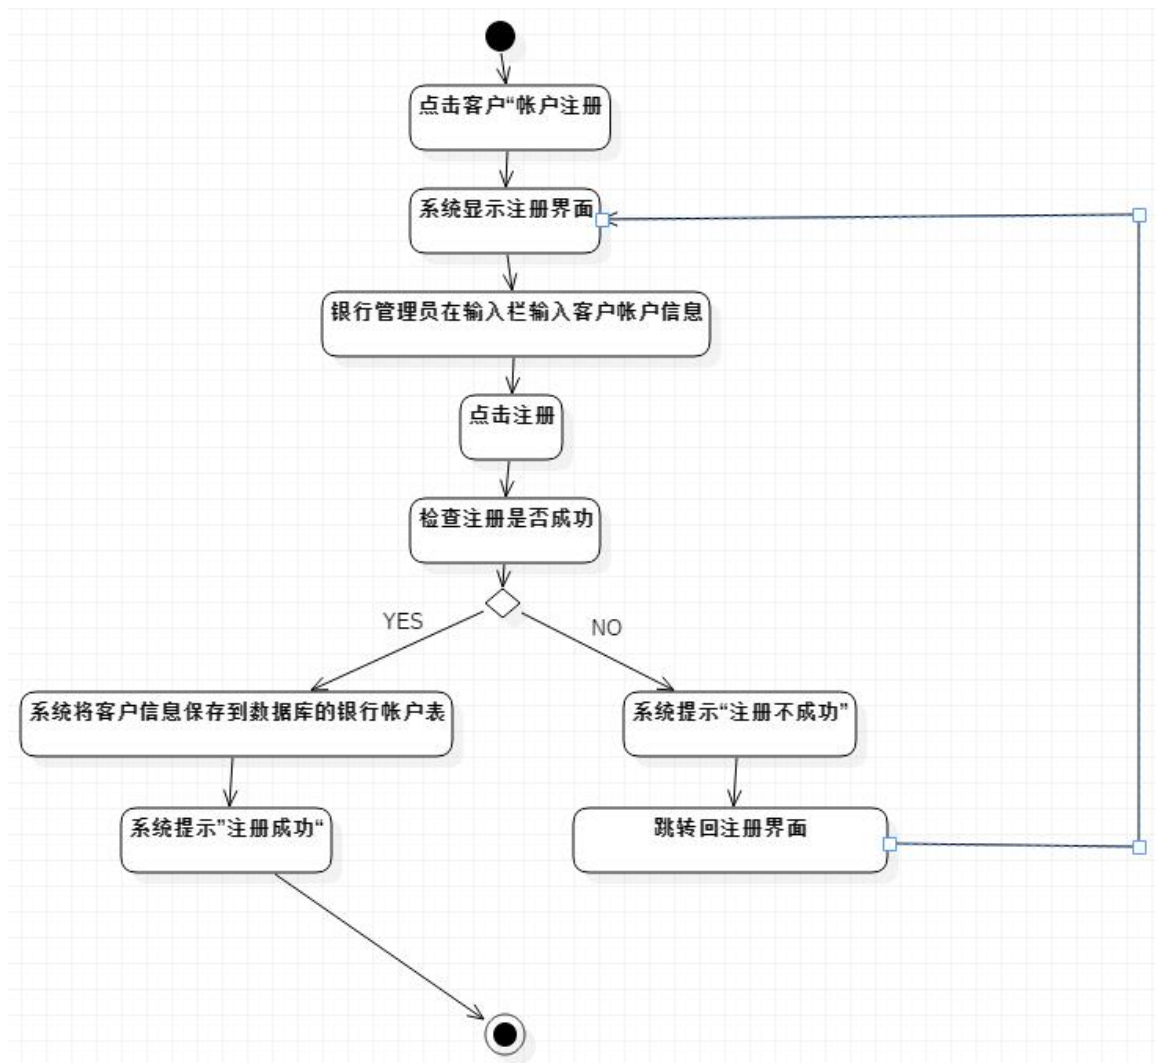 点击客户“帐户注册
系统显示注册界面
银行管理员在输入栏输入客户帐户信息
点击注册
检查注册是否成功
YES
NO
系统将客户信息保存到数据库的银行帐户表
系统提示“注册不成功”
系统提示”注册成功“
跳转回注册界面